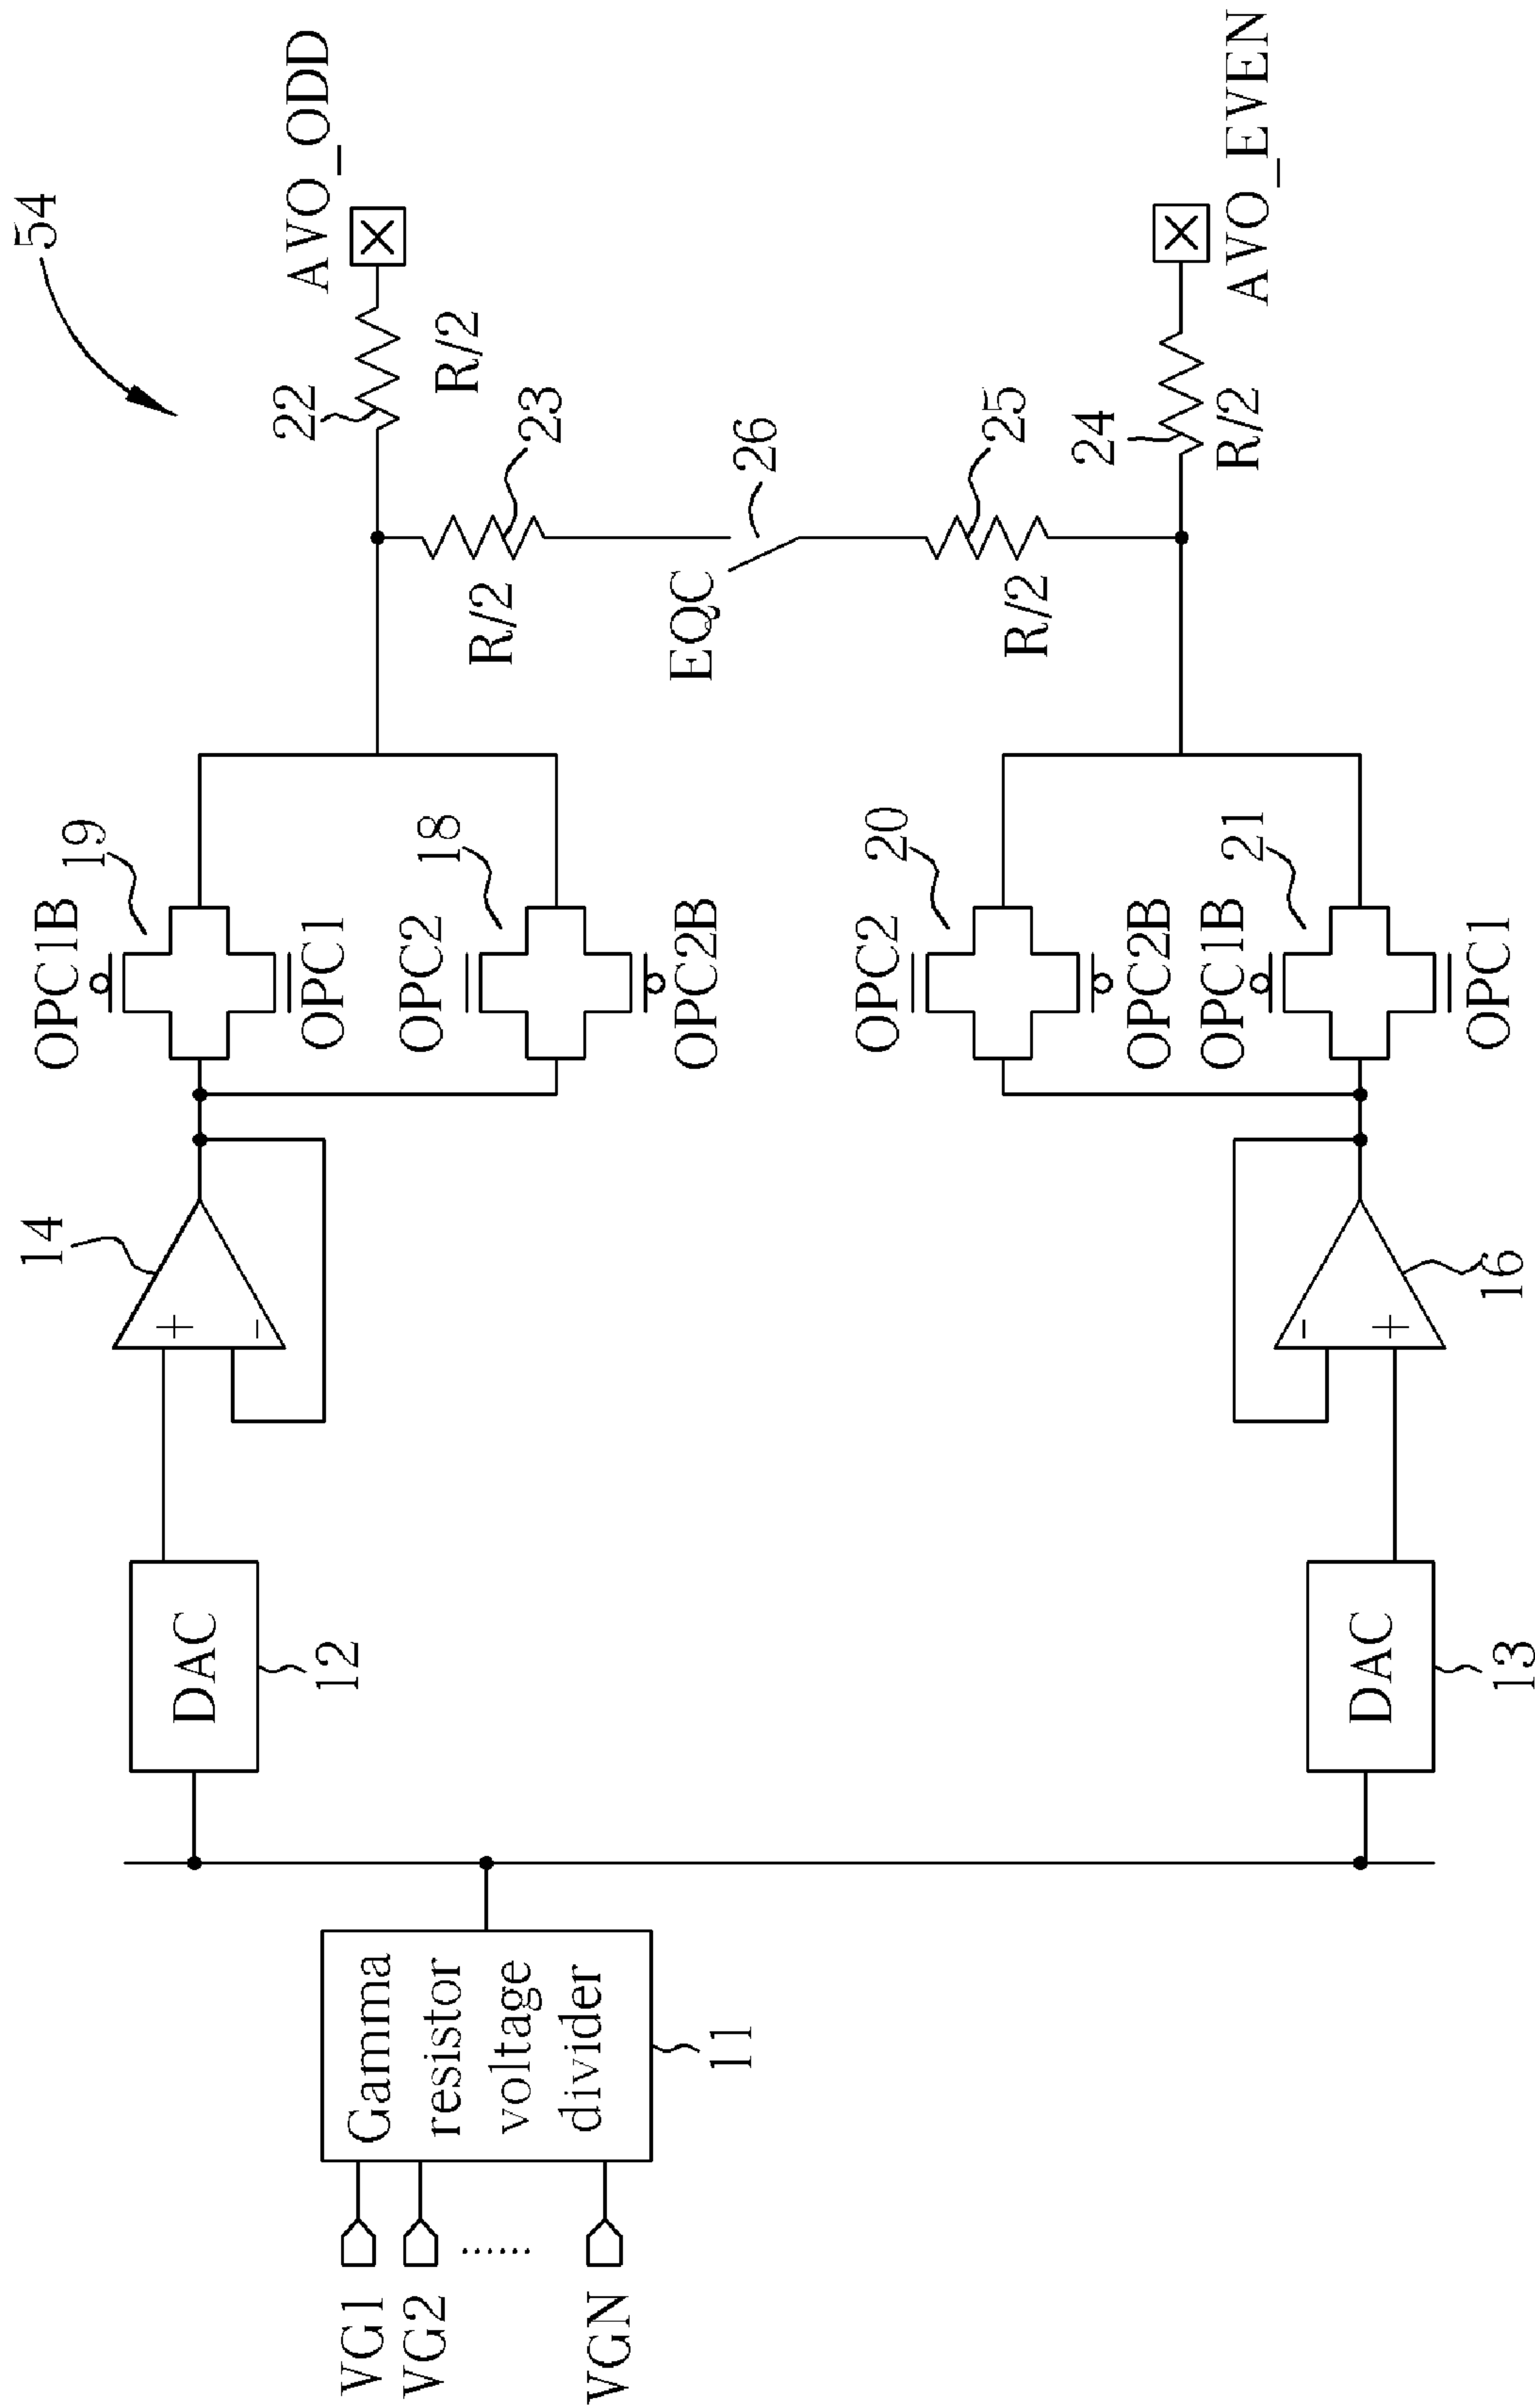 54
VG1
VG2
......
VGN
Gamma
resistor
voltage
divider
11
DAC
12
14
+
-
OPC1B
19
OPC1
OPC2
18
OPC2B
22
R/2
AVO_ODD
23
R/2
EQC
26
25
R/2
DAC
13
16
-
+
OPC2
20
OPC2B
OPC1B
21
OPC1
24
R/2
AVO_EVEN